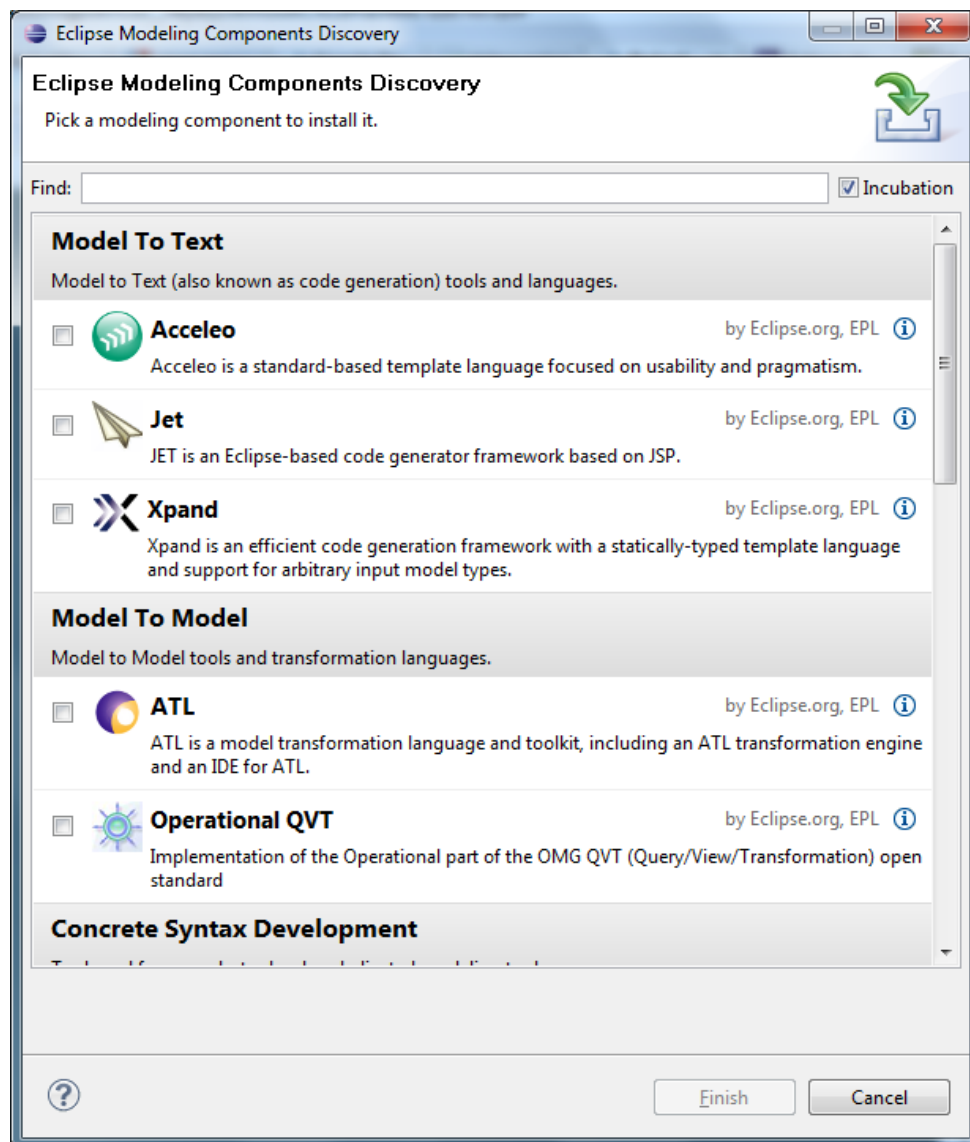 Eclipse Modeling Components Discovery
Eclipse Modeling Components Discovery
Pick a modeling component to install it.
Find:
Incubation
Model To Text
Model to Text (also known as code generation) tools and languages.
Acceleo
by Eclipse.org, EPL
Acceleo is a standard-based template language focused on usability and pragmatism.
Jet
by Eclipse.org, EPL
JET is an Eclipse-based code generator framework based on JSP.
Xpand
by Eclipse.org, EPL
Xpand is an efficient code generation framework with a statically-typed template language
and support for arbitrary input model types.
Model To Model
Model to Model tools and transformation languages.
ATL
by Eclipse.org, EPL
ATL is a model transformation language and toolkit, including an ATL transformation engine
and an IDE for ATL.
Operational QVT
by Eclipse.org, EPL
Implementation of the Operational part of the OMG QVT (Query/View/Transformation) open
standard
Concrete Syntax Development
Finish
Cancel